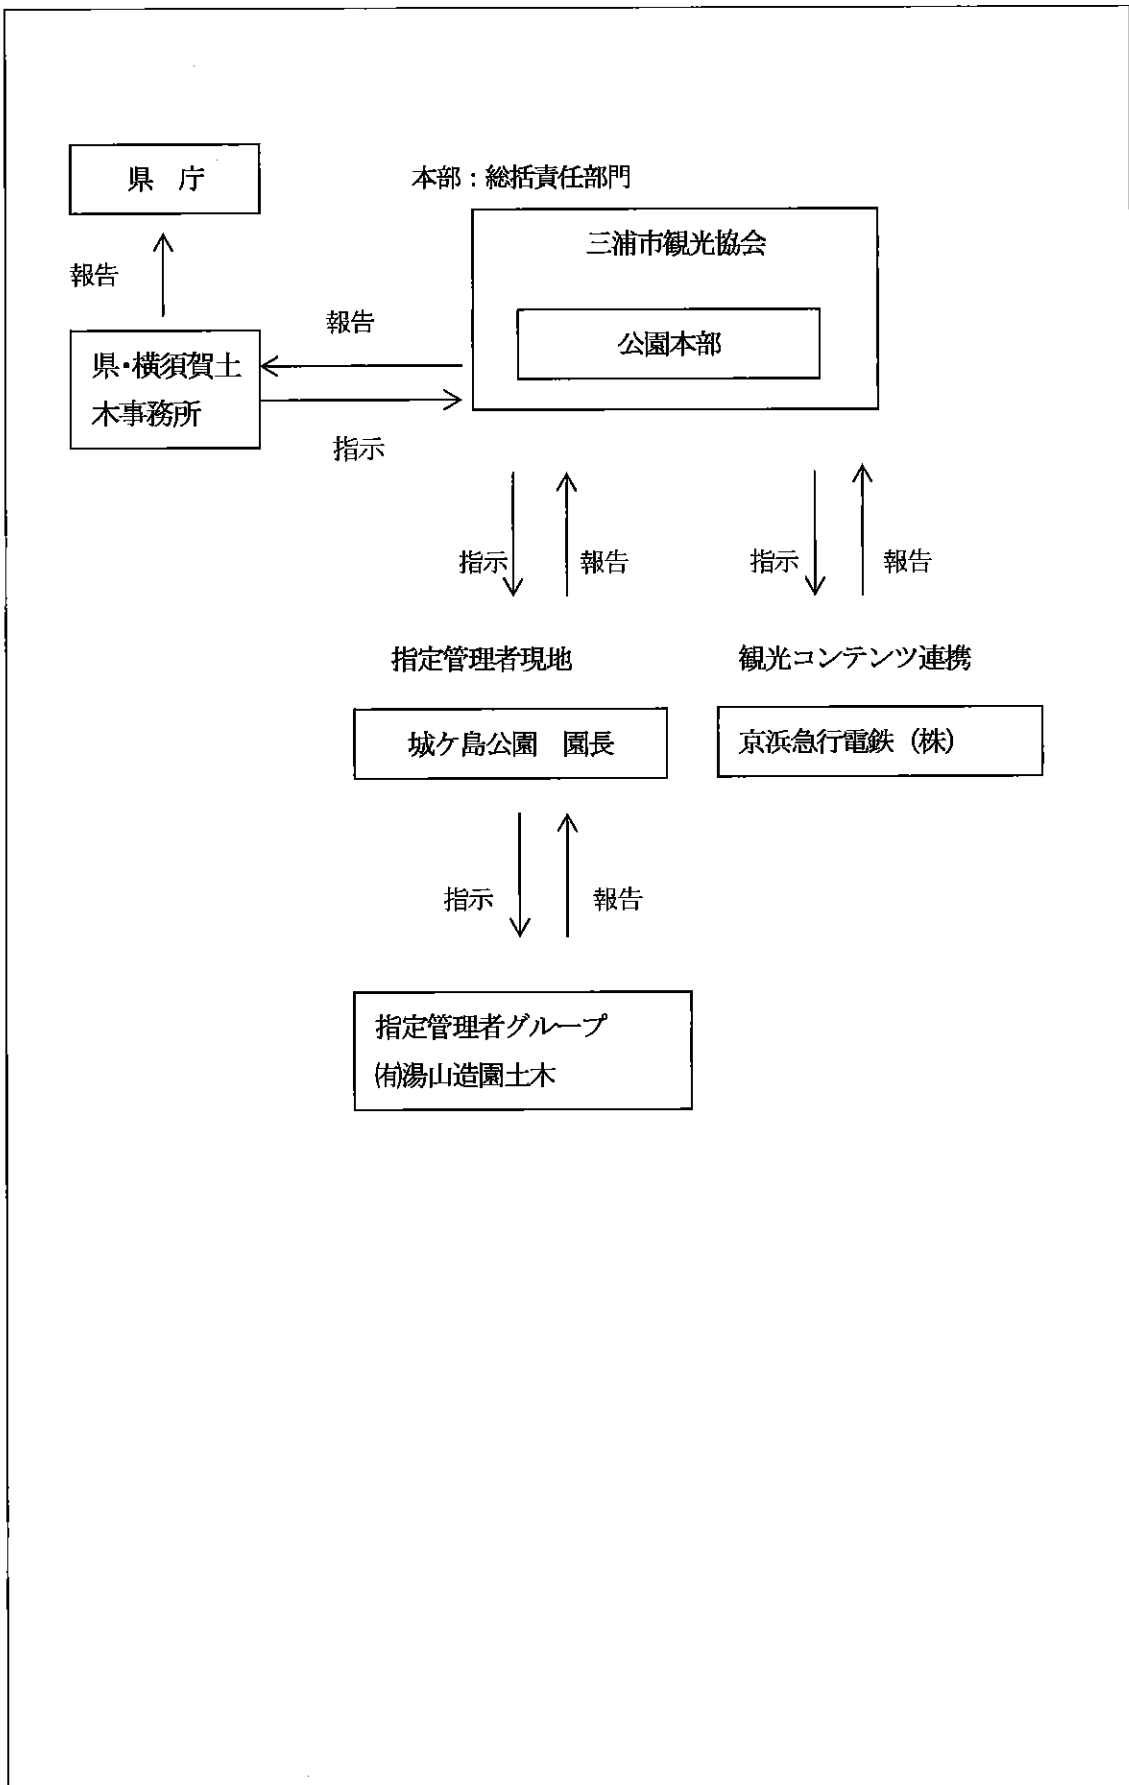 県　庁
本部：総括責任部門
三浦市観光協会
報告
報告
公園本部
県・横須賀土
木事務所
指示
指示
報告
指示
報告
指定管理者現地
観光コンテンツ連携
城ケ島公園　園長
京浜急行電鉄（株）
指示
報告
指定管理者グループ
㈲湯山造園土木